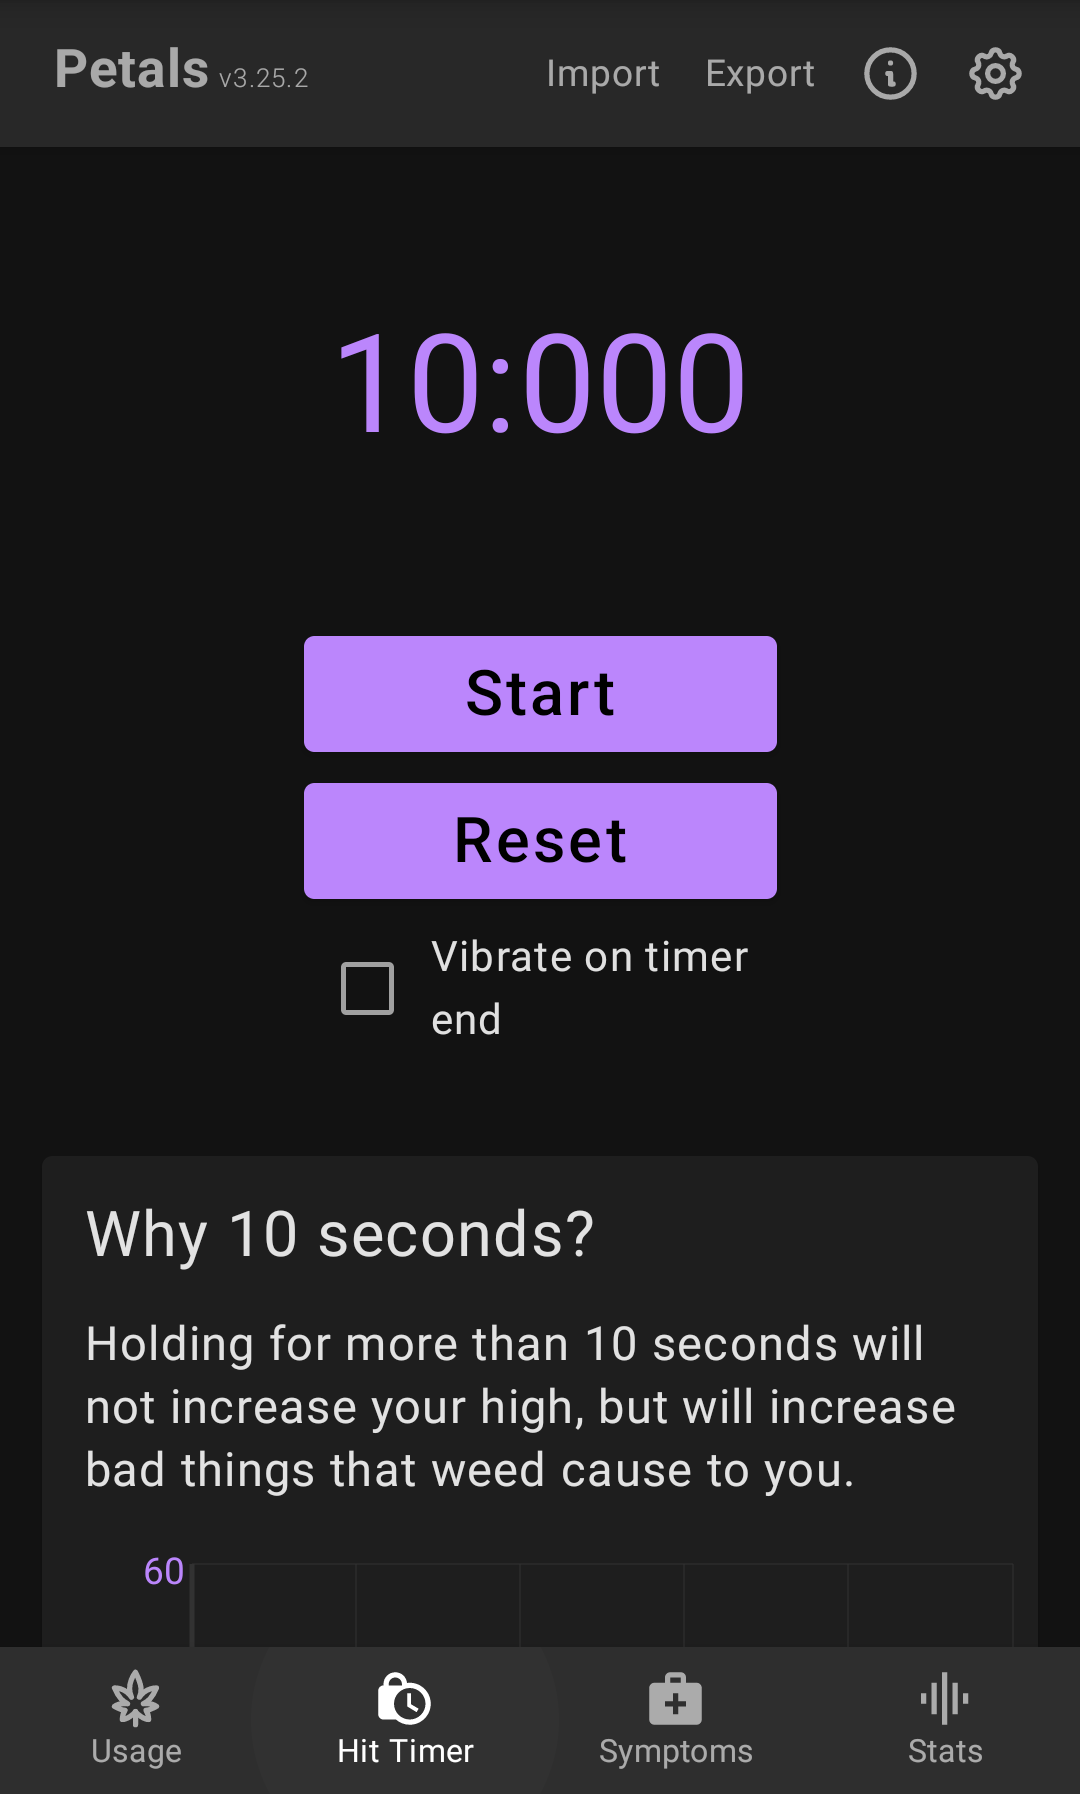 Petals v3.25.2 Import Export
10:000
Start
Reset
Vibrate on timer
end
Why 10 seconds?
Holding for more than 10 seconds will
not increase your high, but will increase
bad things that weed cause to you.
60
Usage Hit Timer Symptoms Stats